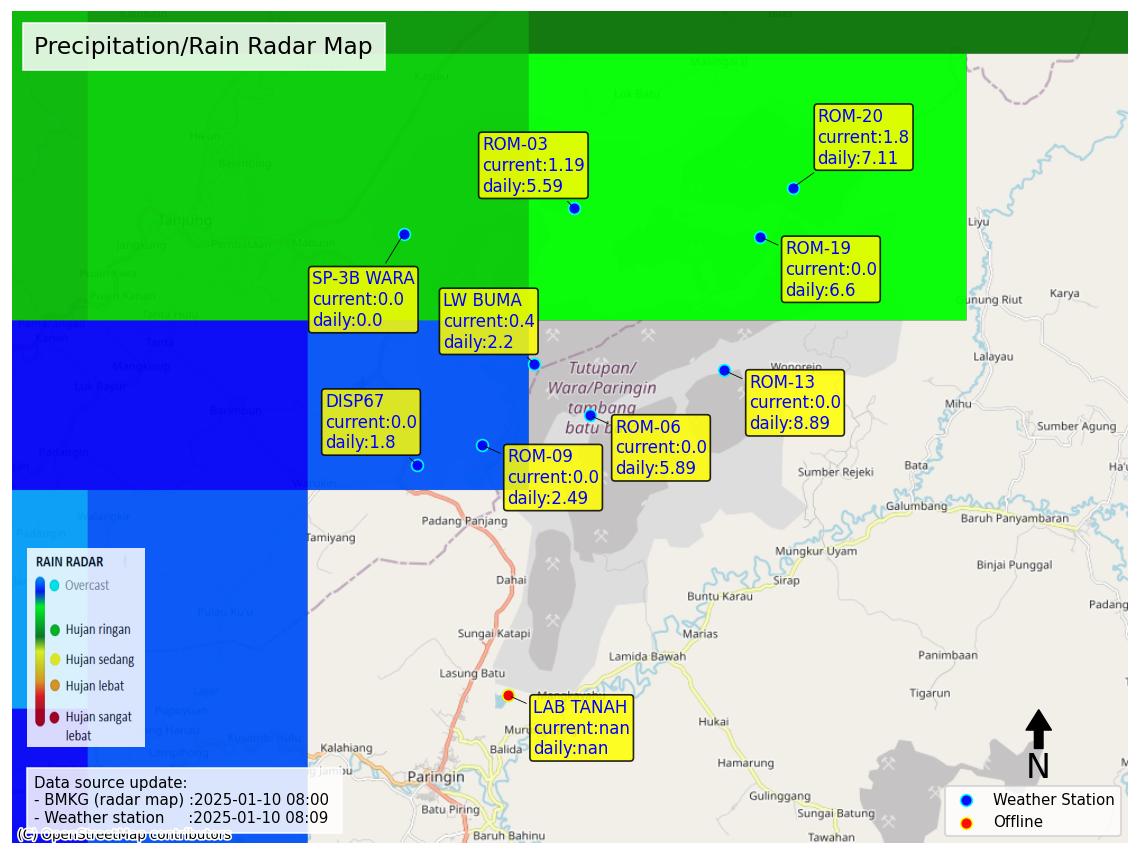 Precipitation/Rain Radar Map
Maliingkat
Kapuku
Lok Batu
Tanjung
Jangkung
Mabuun
ROM-20
current:1.8
daily:7.11
ROM-03
current:1.19
daily:5.59
Liyu
ROM-19
current:0.0
daily:6.6
SP-3B WARA
current:0.0
daily:0.0
LW BUMA
current:0.4
daily:2.2
Gunung Riut
Karya
Lalayau
Wonorejo
Tutupan/
Wara/Paringin
tambang
batu b
ROM-13
current:0.0
daily:8.89
Mihu
DISP67
current:0.0
daily:1.8
ROM-06
current:0.0
daily:5.89
Sumber Agung
ROM-09
current:0.0
daily:2.49
Sumber Rejeki
Bata
Ha'u
Galumbang
Padang Panjang
Baruh Panyambaran
Tamiyang
Mungkur Uyam
Binjai Punggal
Dahai
Sirap
Buntu Karau
Padang
Sungai Katapi
Marias
Lamida Bawah
Panimbaan
Lasung Batu
Tigarun
RAIN RADAR
Overcast
Hujan ringan
Hujan sedang
Hujan lebat
Hujan sangat
lebat
LAB TANAH
current:nan
daily:nan
Hukai
Kalahiang
Balida
Hamarung
Paringin
Gulinggang
Batu Piring
Sungai Batung
Baruh Bahinu
Tawahan
N
Data source update:
- BMKG (radar map) :2025-01-10 08:00
- Weather station :2025-01-10 08:09
(C) OpenStreetMap contributors
Weather Station
Offline